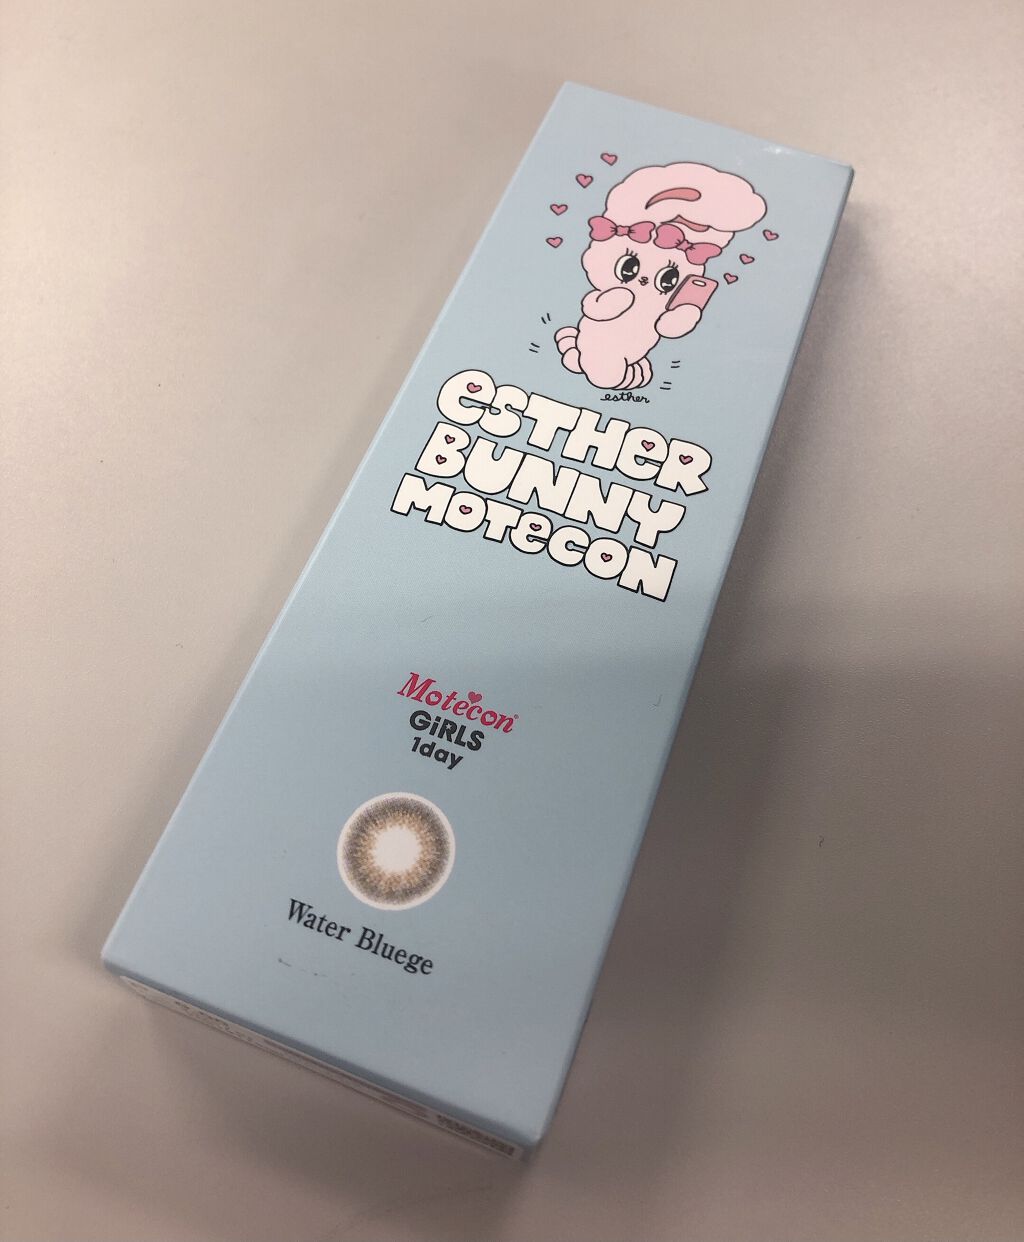 esther
ESTHER
BUNNY
MOTECON
Motecon
GiRLS
1day
Water Bluege